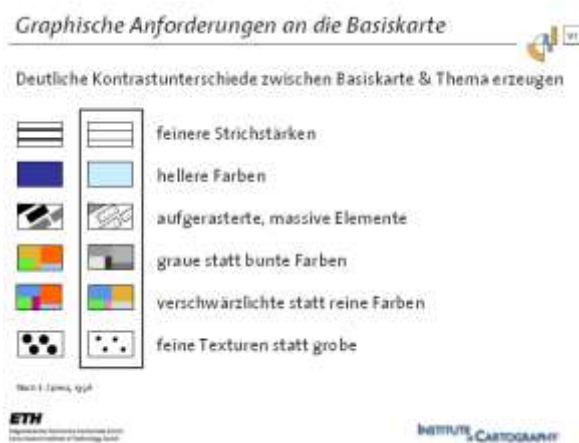 Graphische Anforderungen an die Basiskarte
Deutliche Kontrastunterschiede zwischen Basiskarte & Thema erzeugen
feinere Strichstärken
hellere Farben
aufgerasterte, massive Elemente
graue statt bunte Farben
verschwärzlichte statt reine Farben
feine Texturen statt grobe
ETH
INSTITUTE OF CARTOGRAPHY